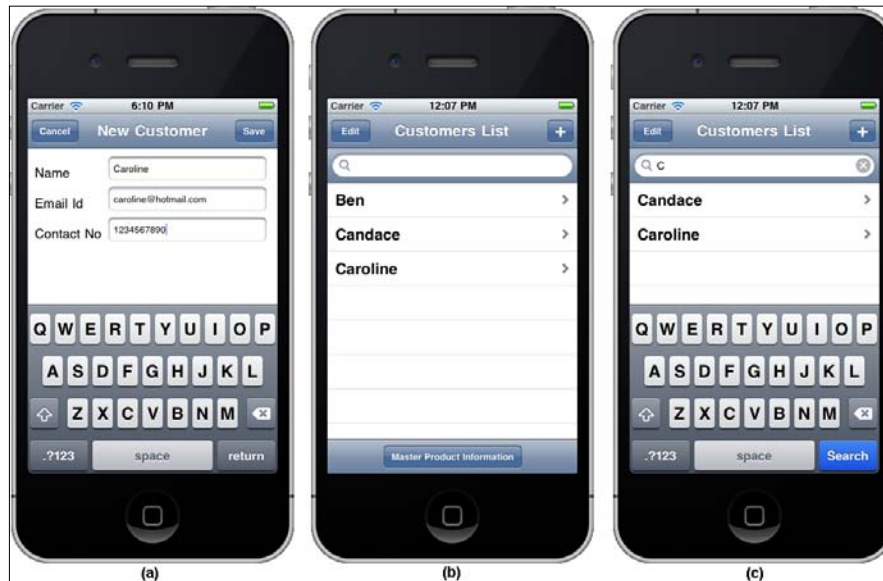 Carrier 6:10 PM
Cancel New Customer Save
Name Caroline
Email Id caroline@hotmail.com
Contact No 1234567890
Q W E R T Y U I O P
A S D F G H J K L
Z X C V B N M
.?123 space return
(a)
Carrier 12:07 PM
Edit Customers List +
Ben
Candace
Caroline
Master Product Information
(b)
Carrier 12:07 PM
Edit Customers List +
C
Candace
Caroline
Q W E R T Y U I O P
A S D F G H J K L
Z X C V B N M
.?123 space Search
(c)